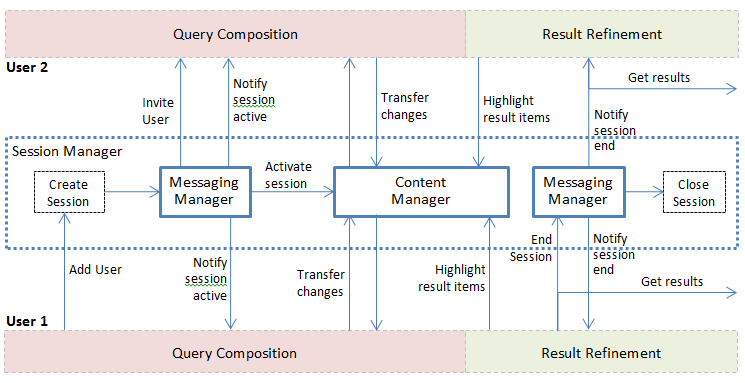 Query Composition
Result Refinement
User 2
Get results
Invite
User
Notify
session
active
Transfer
changes
Highlight
result items
Notify
session
end
Session Manager
Create
Session
Messaging
Manager
Activate
session
Content
Manager
Messaging
Manager
Close
Session
Add User
Notify
session
active
Transfer
changes
Highlight
result items
End
Session
Notify
session
end
Get results
User 1
Query Composition
Result Refinement